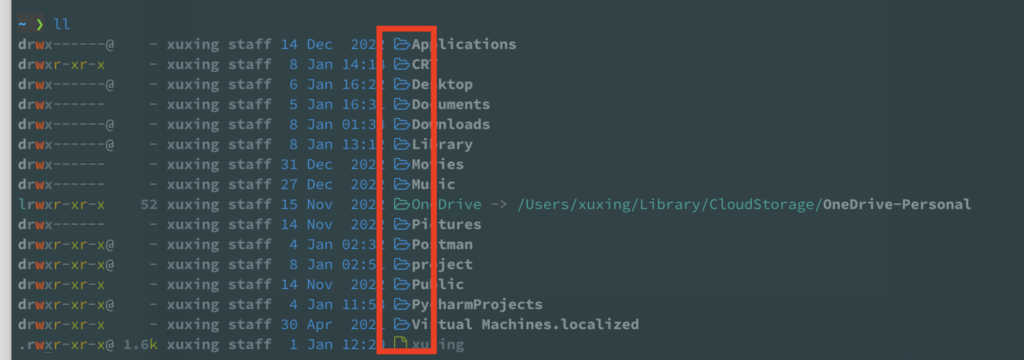 ~ ❯ ll
drwx------@ - xuxing staff 14 Dec 2022 Applications
drwxr-xr-x - xuxing staff 8 Jan 14:1 CRT
drwx------@ - xuxing staff 6 Jan 16:22 Desktop
drwx------ - xuxing staff 5 Jan 16:3 Documents
drwx------@ - xuxing staff 8 Jan 01:3 Downloads
drwx------@ - xuxing staff 8 Jan 13:12 Library
drwx------ - xuxing staff 31 Dec 2022 Movies
drwx------ - xuxing staff 27 Dec 2022 Music
lrwxr-xr-x 52 xuxing staff 15 Nov 2022 OneDrive -> /Users/xuxing/Library/CloudStorage/OneDrive-Personal
drwx------ - xuxing staff 14 Nov 2022 Pictures
drwxr-xr-x@ - xuxing staff 4 Jan 02:32 Postman
drwxr-xr-x@ - xuxing staff 8 Jan 02:5 project
drwxr-xr-x - xuxing staff 14 Nov 2022 Public
drwxr-xr-x@ - xuxing staff 4 Jan 11:5 PycharmProjects
drwxr-xr-x - xuxing staff 30 Apr 202 Virtual Machines.localized
.rwxr-xr-x@ 1.6k xuxing staff 1 Jan 12:2 xuxing